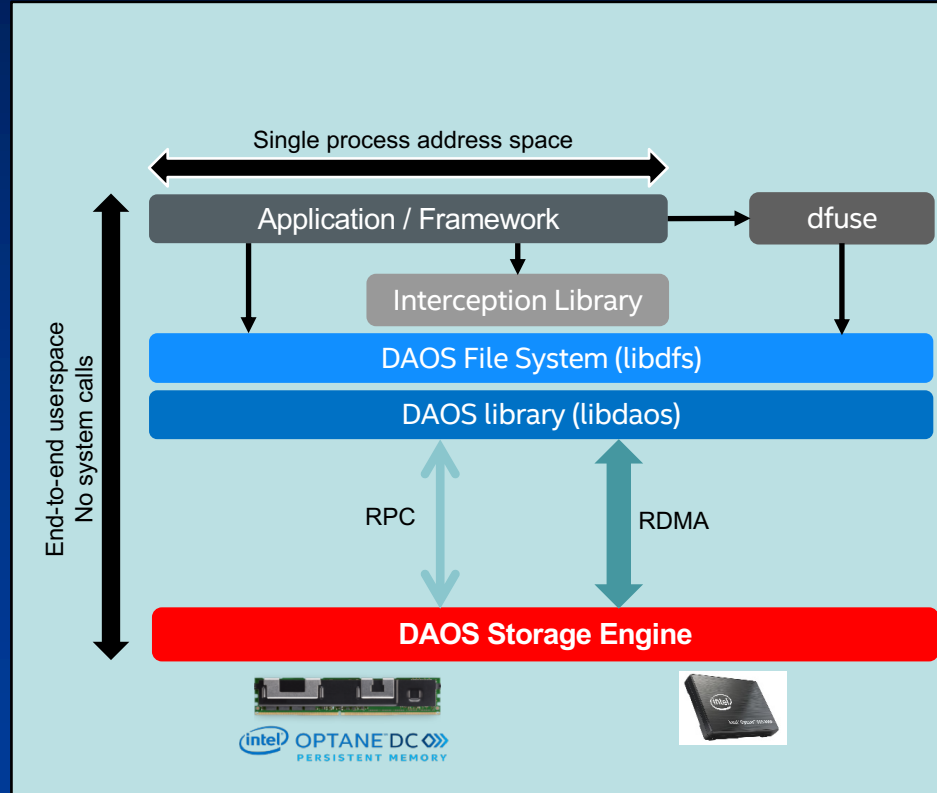 Single process address space
Application / Framework
dfuse
Interception Library
DAOS File System (libdfs)
DAOS library (libdaos)
End-to-end userspace
No system calls
RPC
RDMA
DAOS Storage Engine
intel OPTANE DC
PERSISTENT MEMORY
intel